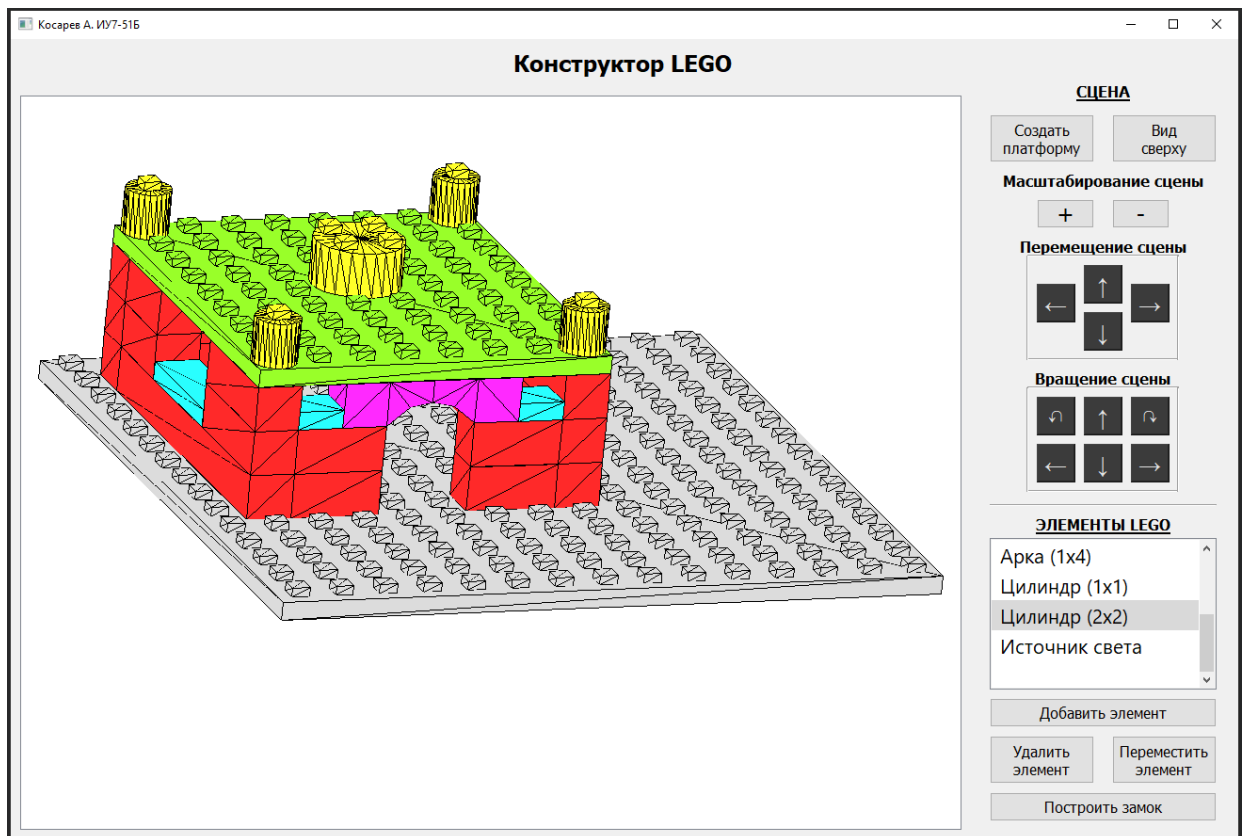 Косарев А. ИУ7-51Б
Конструктор LEGO
СЦЕНА
Создать
платформу
Вид
сверху
Масштабирование сцены
+
-
Перемещение сцены
←
↑
→
↓
Вращение сцены
↑
←
↓
→
ЭЛЕМЕНТЫ LEGO
Арка (1x4)
Цилиндр (1x1)
Цилиндр (2x2)
Источник света
Добавить элемент
Удалить
элемент
Переместить
элемент
Построить замок